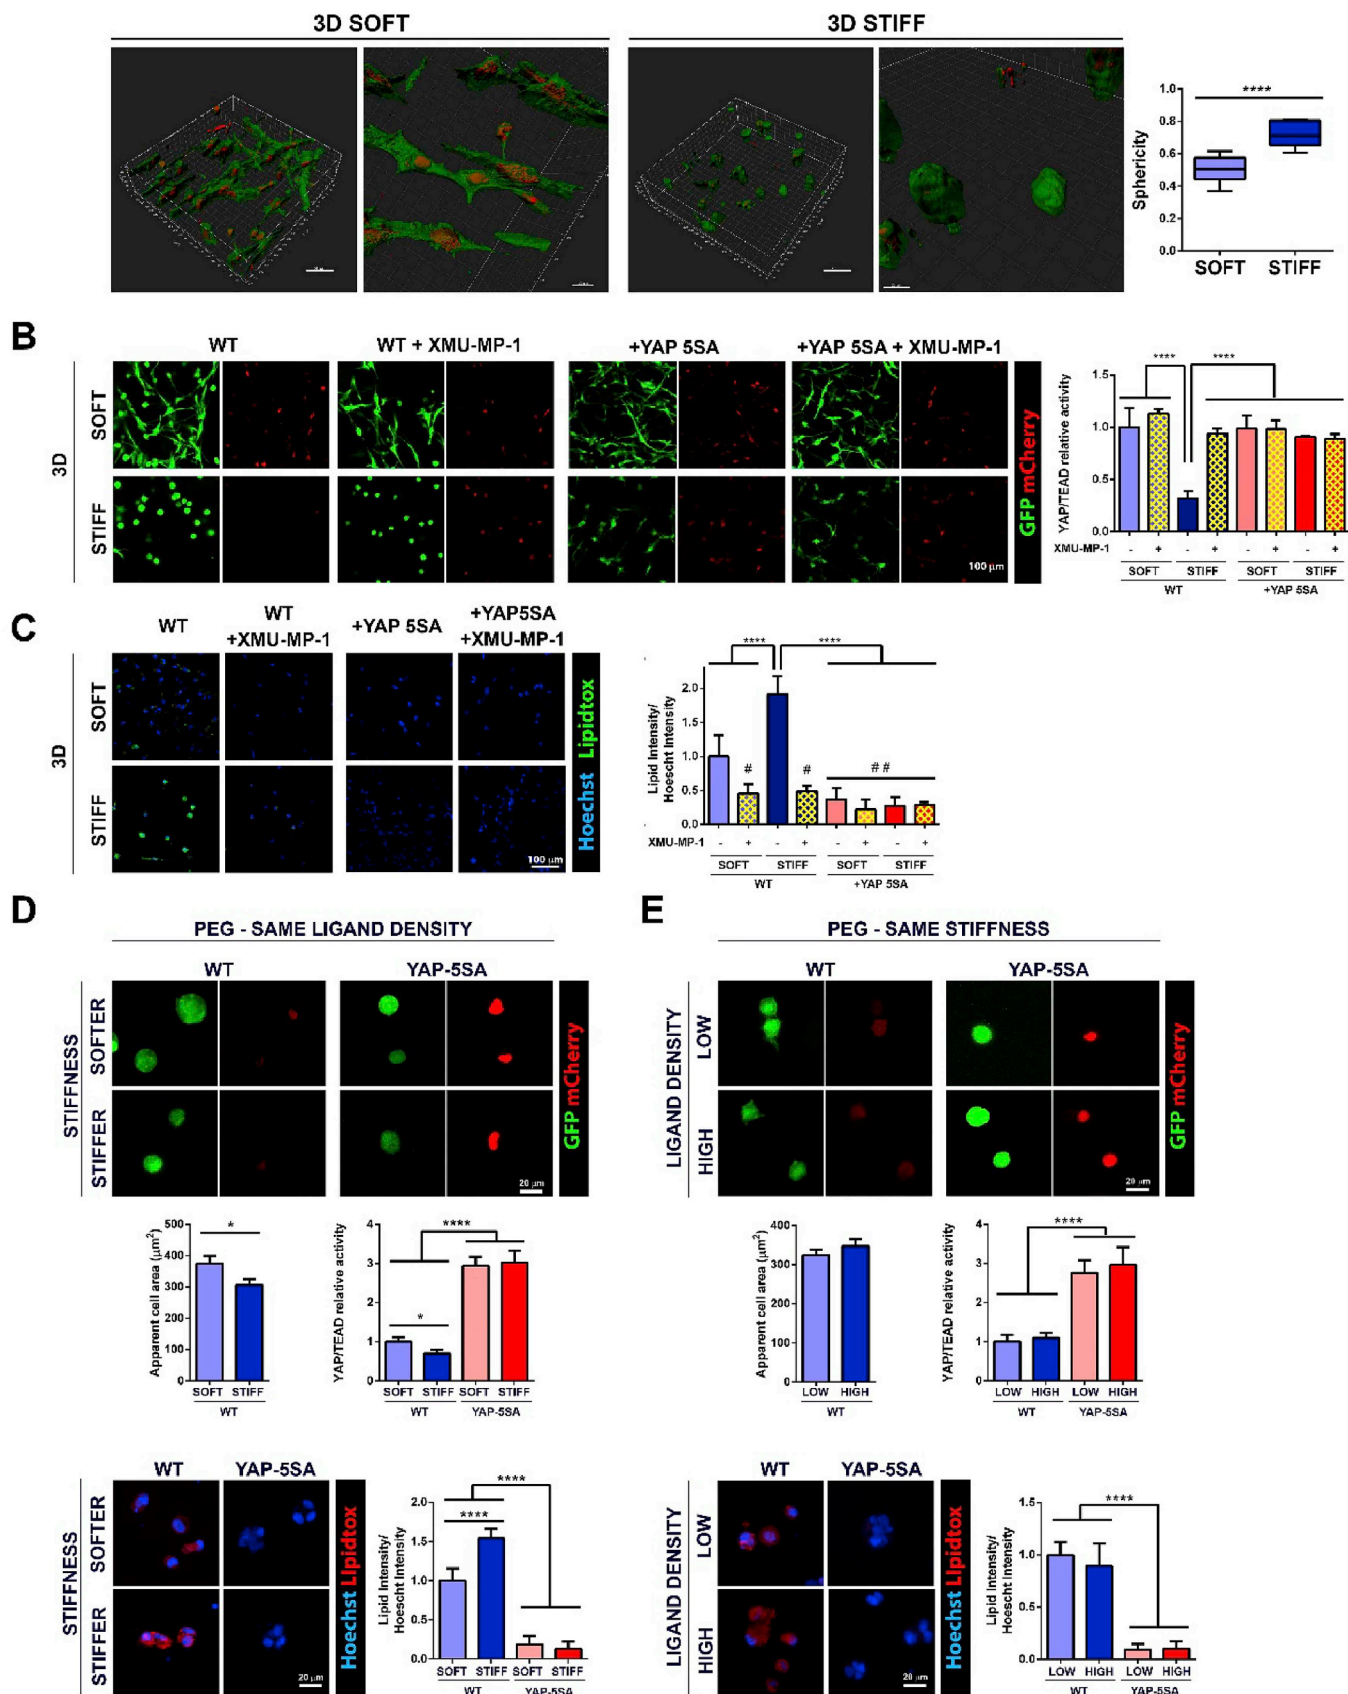 3D SOFT
3D STIFF
****
Sphericity
1.0
0.8
0.6
0.4
0.2
0.0
SOFT STIFF
B
WT
WT + XMU-MP-1
+YAP 5SA
+YAP 5SA + XMU-MP-1
3D
SOFT
STIFF
100 μm
GFP mCherry
**** ****
YAP/TEAD relative activity
1.5
1.0
0.5
0.0
XMU-MP-1 - + - + - + - +
SOFT STIFF SOFT STIFF
WT +YAP 5SA
C
WT
WT
+XMU-MP-1
+YAP 5SA
+YAP5SA
+XMU-MP-1
3D
SOFT
STIFF
100 μm
Hoechst Lipidtox
**** ****
Lipid Intensity/
Hoescht Intensity
2.0
1.5
1.0
0.5
0.0
# # # #
XMU-MP-1 - + - + - + - +
SOFT STIFF SOFT STIFF
WT +YAP 5SA
D
PEG - SAME LIGAND DENSITY
WT YAP-5SA
STIFFNESS
SOFTER
STIFFER
20 μm
GFP mCherry
Apparent cell area (μm²)
500
400
300
200
100
0
*
SOFT STIFF
WT
YAP/TEAD relative activity
4
3
2
1
0
****
*
SOFT STIFF SOFT STIFF
WT YAP-5SA
WT YAP-5SA
STIFFNESS
SOFTER
STIFFER
20 μm
Hoechst Lipidtox
Lipid Intensity/
Hoescht Intensity
2.0
1.5
1.0
0.5
0.0
****
****
SOFT STIFF SOFT STIFF
WT YAP-5SA
E
PEG - SAME STIFFNESS
WT YAP-5SA
LIGAND DENSITY
LOW
HIGH
20 μm
GFP mCherry
Apparent cell area (μm²)
400
300
200
100
0
LOW HIGH
WT
YAP/TEAD relative activity
4
3
2
1
0
****
LOW HIGH LOW HIGH
WT YAP-5SA
WT YAP-5SA
LIGAND DENSITY
LOW
HIGH
20 μm
Hoechst Lipidtox
Lipid Intensity/
Hoescht Intensity
1.5
1.0
0.5
0.0
****
LOW HIGH LOW HIGH
WT YAP-5SA